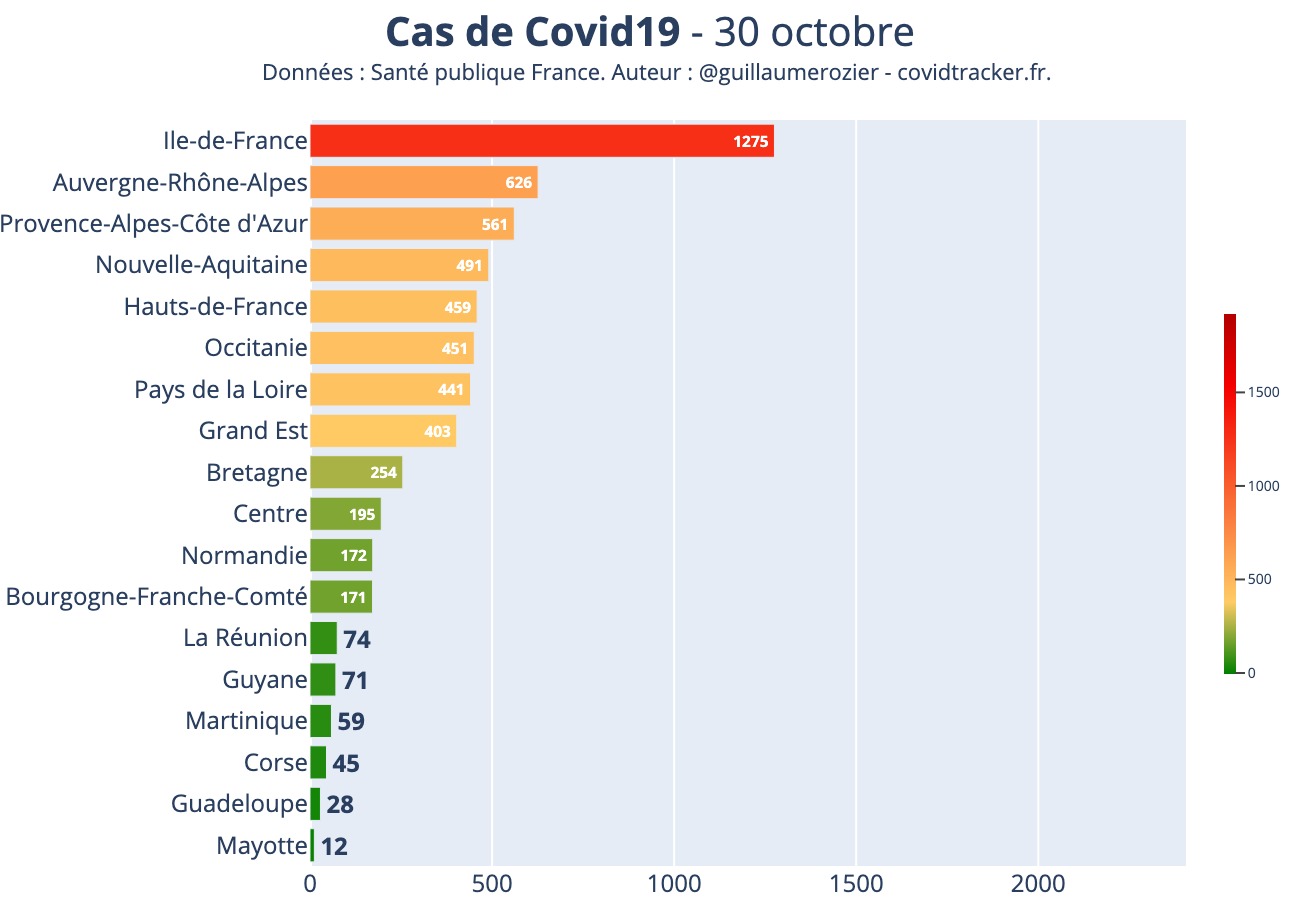 Cas de Covid19 - 30 octobre
Données : Santé publique France. Auteur : @guillaumerozier - covidtracker.fr.
Ile-de-France 1275
Auvergne-Rhône-Alpes 626
Provence-Alpes-Côte d'Azur 561
Nouvelle-Aquitaine 491
Hauts-de-France 459
Occitanie 451
Pays de la Loire 441
Grand Est 403
Bretagne 254
Centre 195
Normandie 172
Bourgogne-Franche-Comté 171
La Réunion 74
Guyane 71
Martinique 59
Corse 45
Guadeloupe 28
Mayotte 12
0 500 1000 1500 2000
1500
1000
500
0